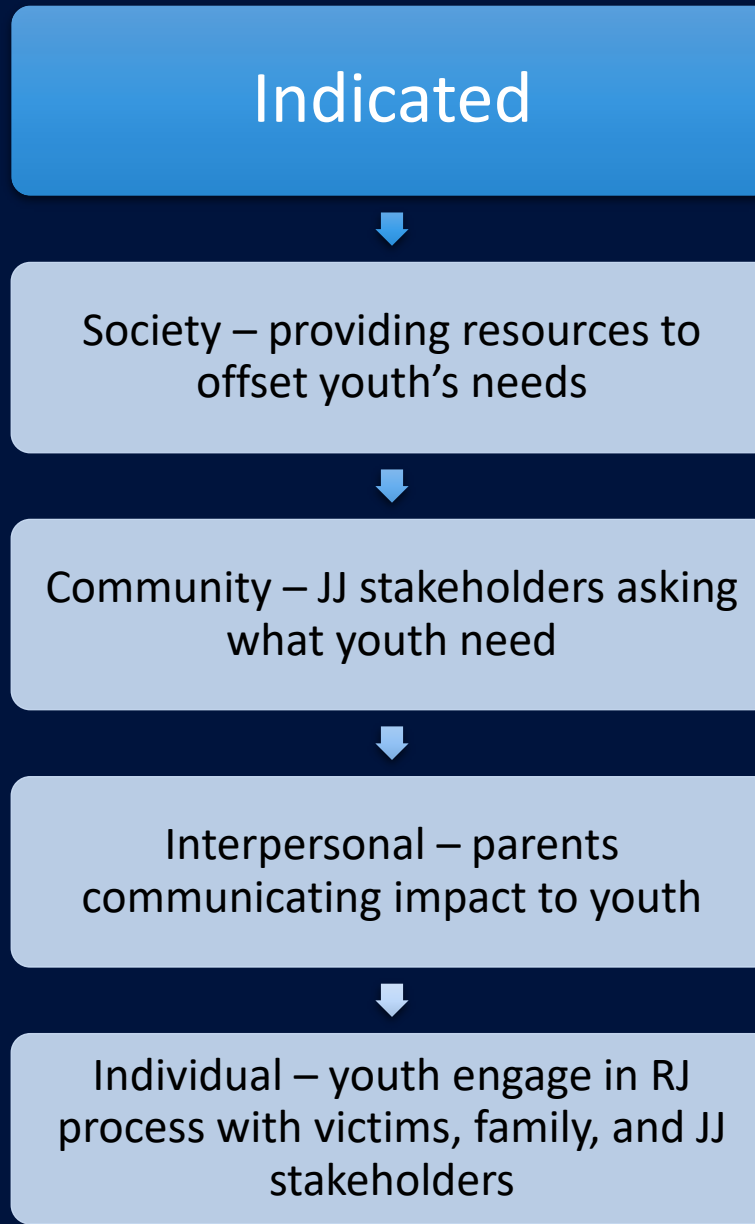 Indicated
Society – providing resources to
offset youth’s needs
Community – JJ stakeholders asking
what youth need
Interpersonal – parents
communicating impact to youth
Individual – youth engage in RJ
process with victims, family, and JJ
stakeholders